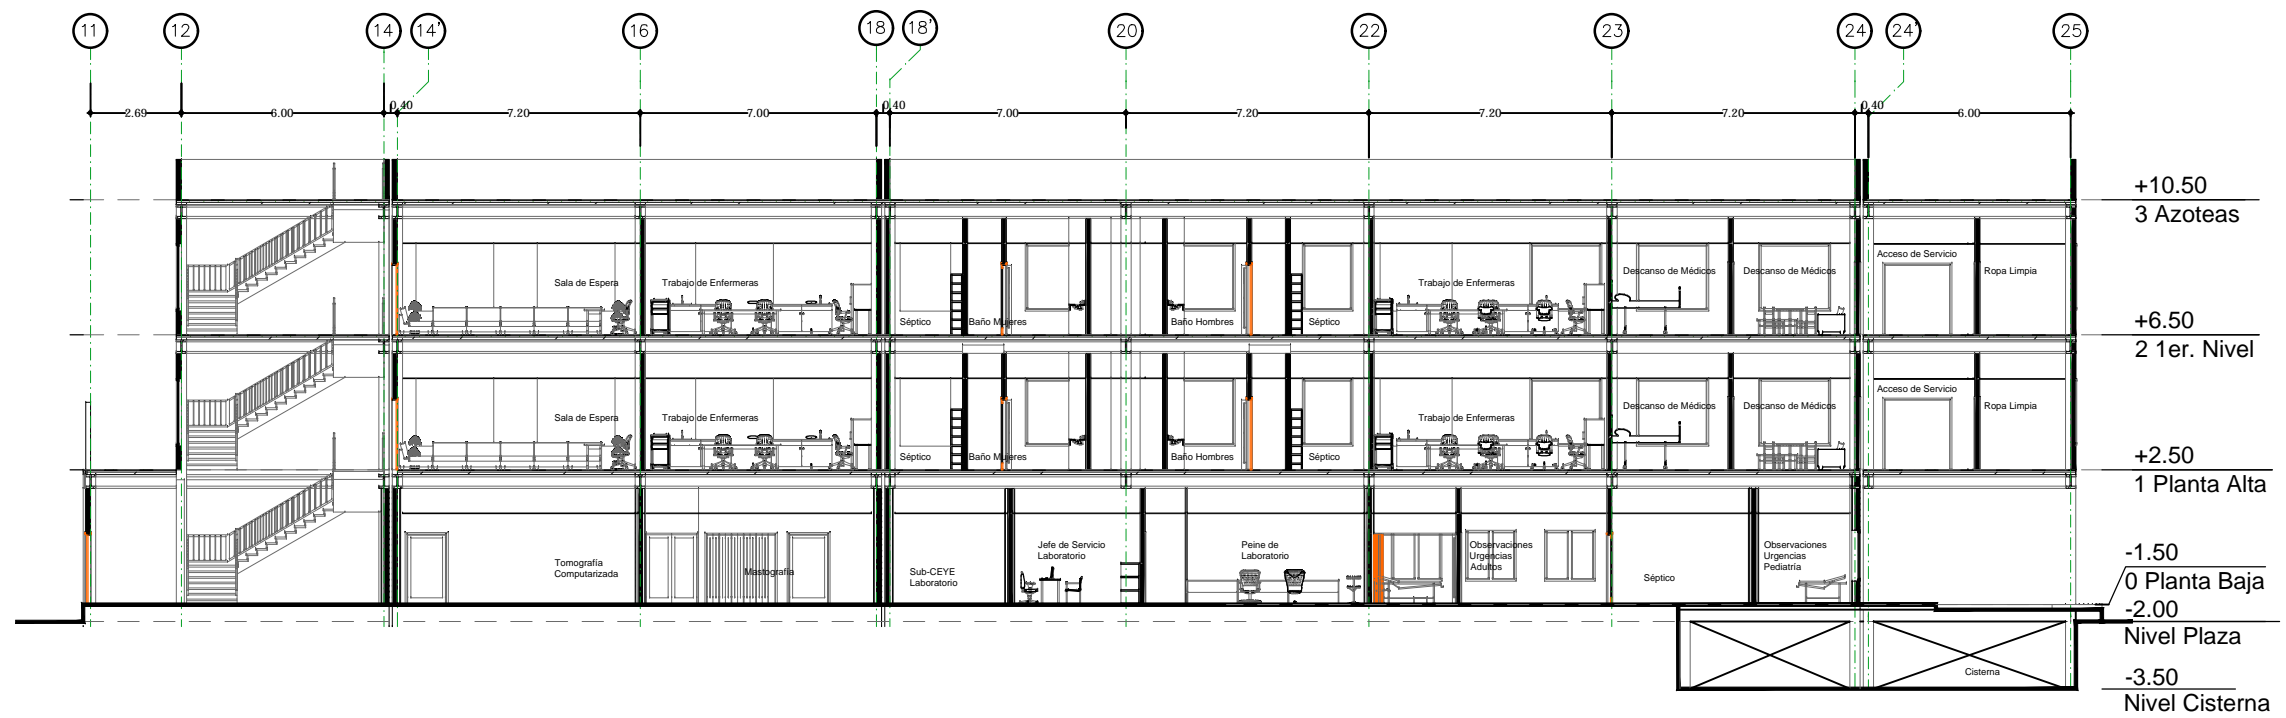 11 12 14 14' 16 18 18' 20 22 23 24 24' 25
2.69 6.00 0.40 7.20 7.00 0.40 7.00 7.20 7.20 7.20 0.40 6.00
+10.50
3 Azoteas
Sala de Espera
Trabajo de Enfermeras
Séptico
Baño Mujeres
Baño Hombres
Séptico
Trabajo de Enfermeras
Descanso de Médicos
Descanso de Médicos
Acceso de Servicio
Ropa Limpia
+6.50
2 1er. Nivel
Sala de Espera
Trabajo de Enfermeras
Séptico
Baño Mujeres
Baño Hombres
Séptico
Trabajo de Enfermeras
Descanso de Médicos
Descanso de Médicos
Acceso de Servicio
Ropa Limpia
+2.50
1 Planta Alta
Tomografía
Computarizada
Mastografía
Sub-CEYE
Laboratorio
Jefe de Servicio
Laboratorio
Peine de
Laboratorio
Observaciones
Urgencias
Adultos
Séptico
Observaciones
Urgencias
Pediatría
-1.50
0 Planta Baja
-2.00
Nivel Plaza
Cisterna
-3.50
Nivel Cisterna